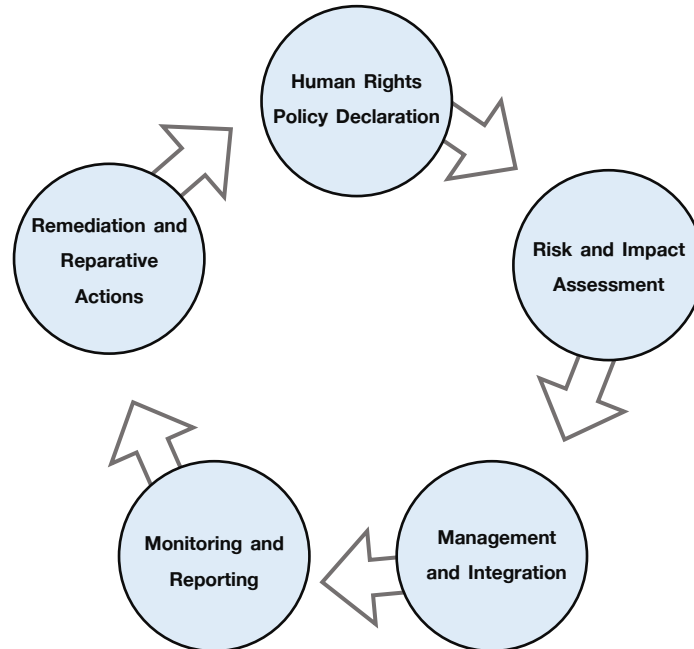 Human Rights
Policy Declaration
Risk and Impact
Assessment
Management
and Integration
Monitoring and
Reporting
Remediation and
Reparative
Actions